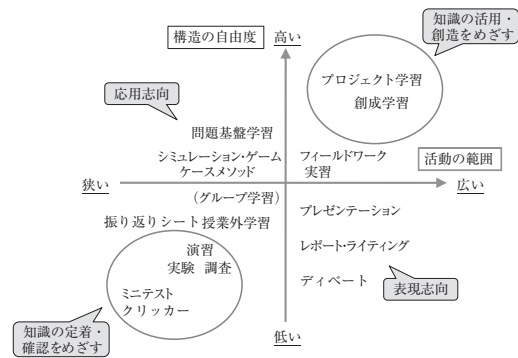 構造の自由度
高い
知識の活用・
創造をめざす
プロジェクト学習
創成学習
応用志向
問題基盤学習
シミュレーション・ゲーム
ケースメソッド
フィールドワーク
実習
活動の範囲
狭い
広い
(グループ学習)
振り返りシート 授業外学習
プレゼンテーション
演習
実験 調査
レポート・ライティング
ミニテスト
クリッカー
ディベート
表現志向
知識の定着・
確認をめざす
低い